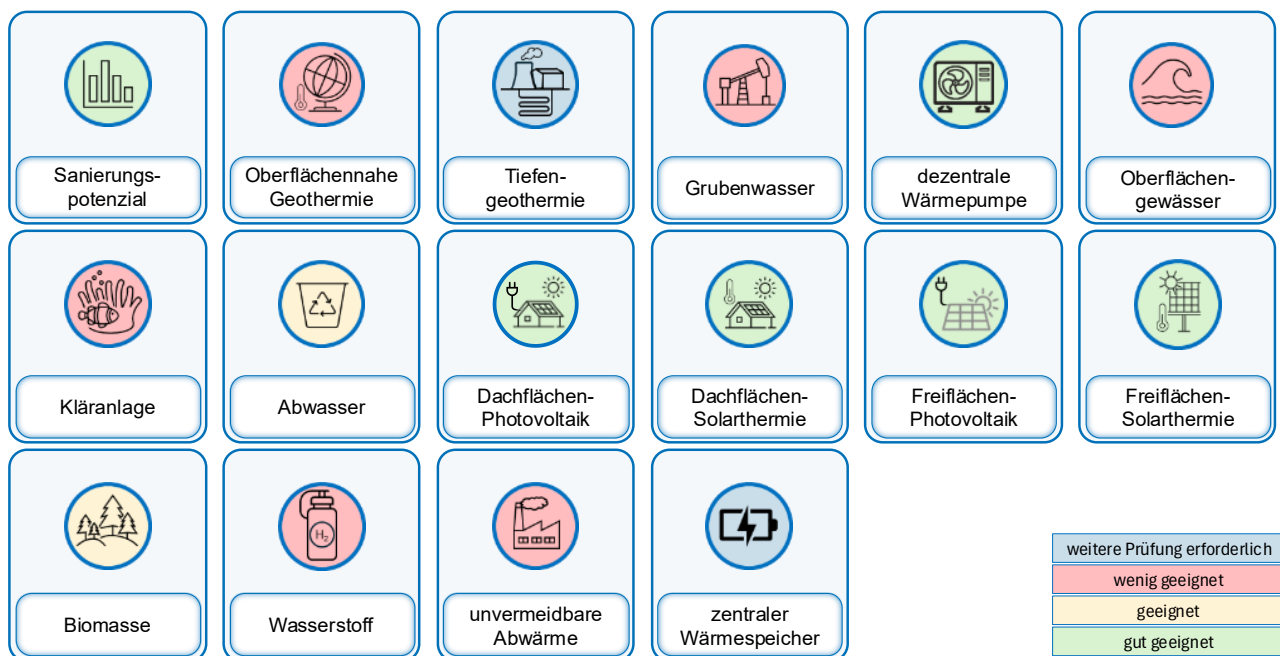 Sanierungs-
potenzial
Oberflächennahe
Geothermie
Tiefen-
geothermie
Grubenwasser
dezentrale
Wärmepumpe
Oberflächen-
gewässer
Kläranlage
Abwasser
Dachflächen-
Photovoltaik
Dachflächen-
Solarthermie
Freiflächen-
Photovoltaik
Freiflächen-
Solarthermie
H₂
Biomasse
Wasserstoff
unvermeidbare
Abwärme
zentraler
Wärmespeicher
weitere Prüfung erforderlich
wenig geeignet
geeignet
gut geeignet